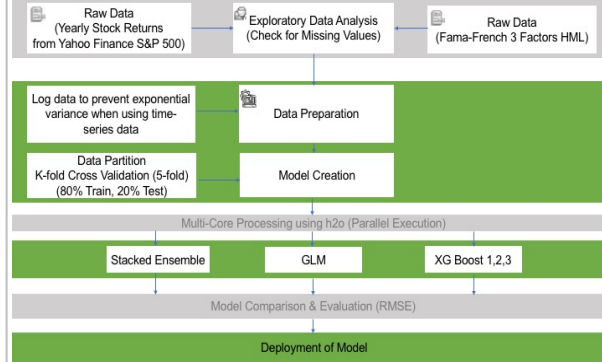 Raw Data
(Yearly Stock Returns
from Yahoo Finance S&P 500)
Exploratory Data Analysis
(Check for Missing Values)
Raw Data
(Fama-French 3 Factors HML)
Log data to prevent exponential
variance when using time-
series data
Data Preparation
Data Partition
K-fold Cross Validation (5-fold)
(80% Train, 20% Test)
Model Creation
Multi-Core Processing using h2o (Parallel Execution)
Stacked Ensemble
GLM
XG Boost 1,2,3
Model Comparison & Evaluation (RMSE)
Deployment of Model